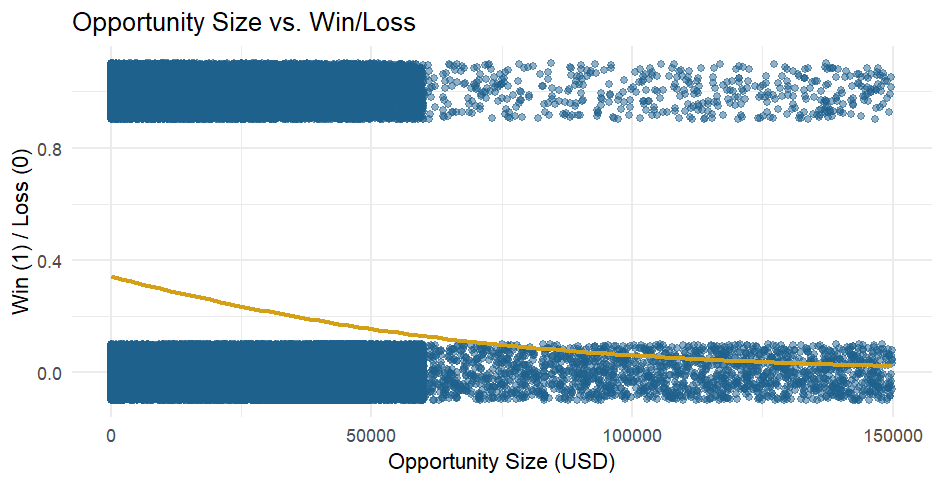 Opportunity Size vs. Win/Loss
Win (1) / Loss (0)
0.8
0.4
0.0
0
50000
100000
150000
Opportunity Size (USD)